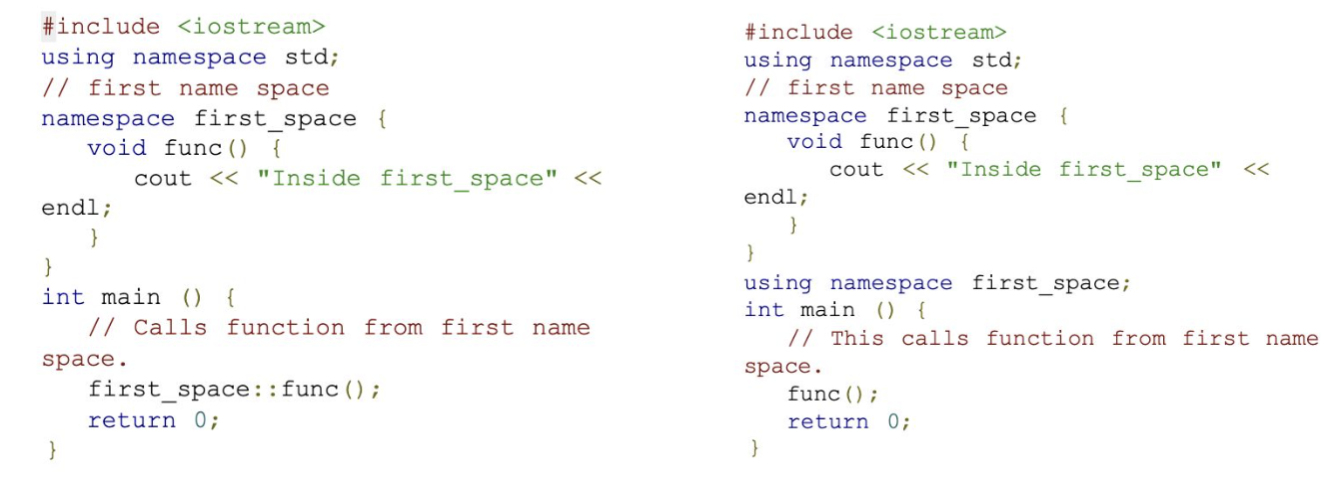 #include <iostream>
using namespace std;
// first name space
namespace first_space {
   void func() {
      cout << "Inside first_space" <<
endl;
   }
}
int main () {
   // Calls function from first name
space.
   first_space::func();
   return 0;
}
#include <iostream>
using namespace std;
// first name space
namespace first_space {
   void func() {
      cout << "Inside first_space" <<
endl;
   }
}
using namespace first_space;
int main () {
   // This calls function from first name
space.
   func();
   return 0;
}